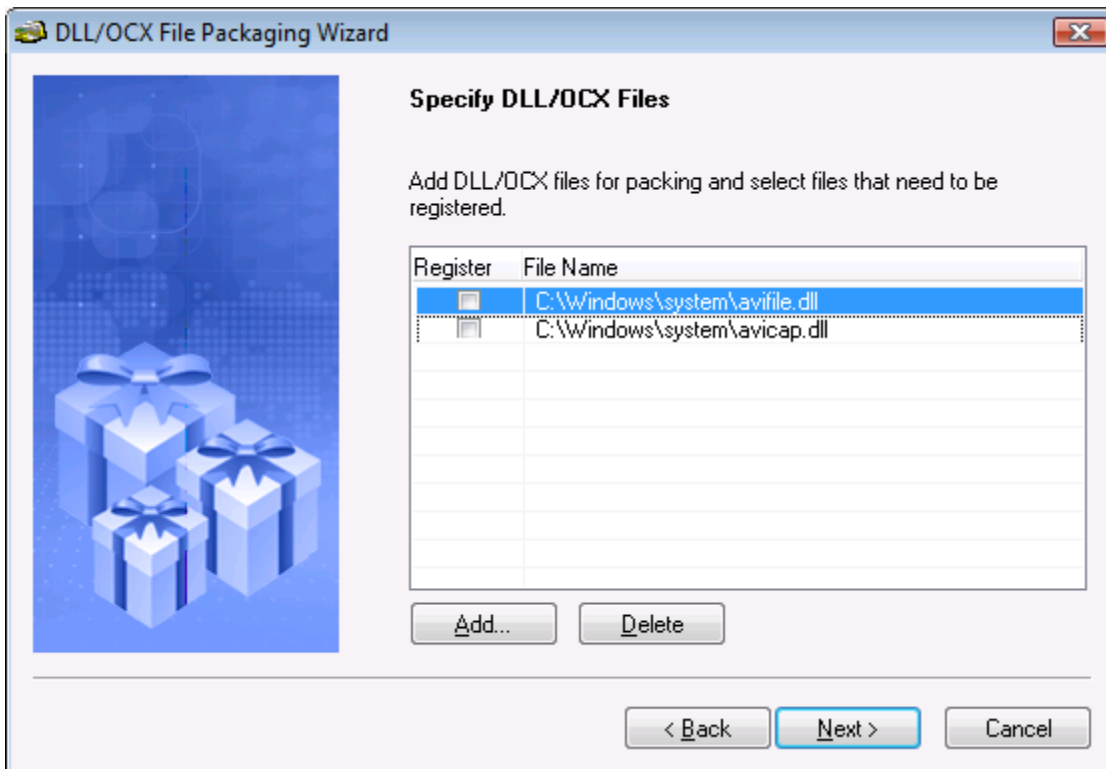 DLL/OCX File Packaging Wizard
Specify DLL/OCX Files
Add DLL/OCX files for packing and select files that need to be
registered.
Register File Name
C:\Windows\system\avifile.dll
C:\Windows\system\avicap.dll
Add... Delete
< Back Next > Cancel